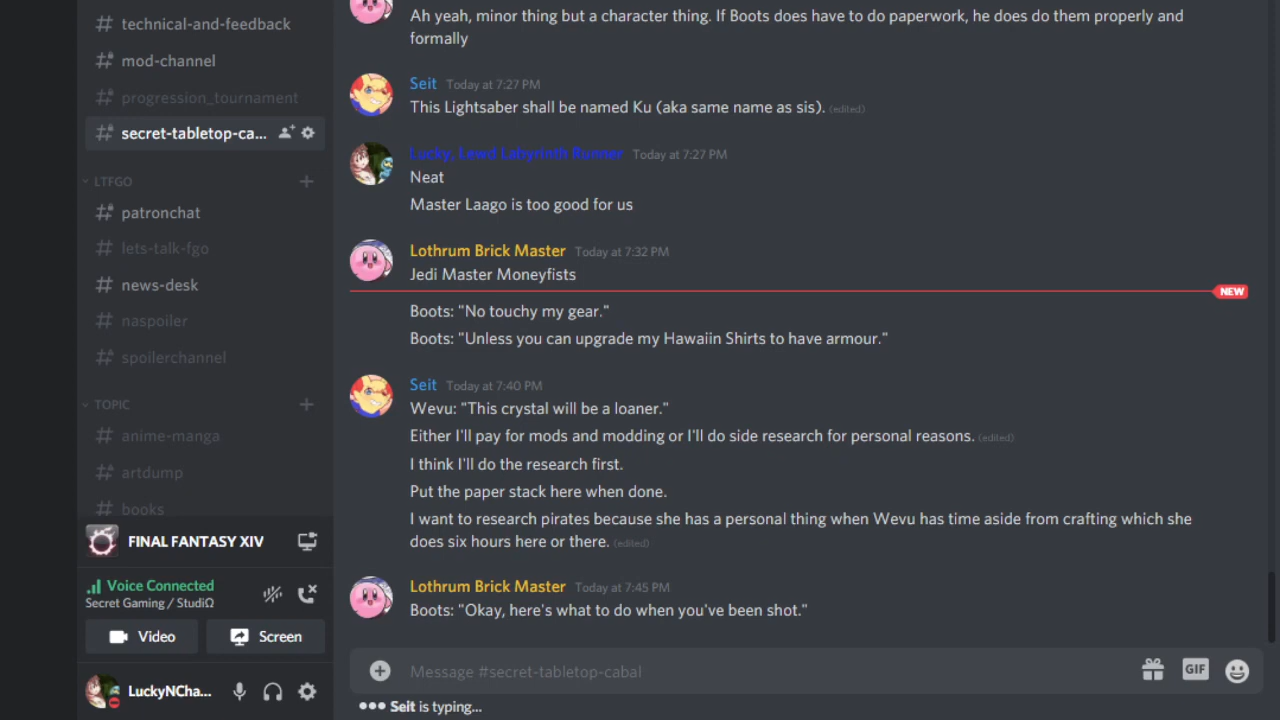 technical-and-feedback
mod-channel
progression_tournament
secret-tabletop-ca...
LTFGO
patronchat
lets-talk-fgo
news-desk
naspoiler
spoilerchannel
TOPIC
anime-manga
artdump
books
FINAL FANTASY XIV
Voice Connected
Secret Gaming / StudiΩ
Video
Screen
LuckyNCha...
Ah yeah, minor thing but a character thing. If Boots does have to do paperwork, he does do them properly and
formally
Seit Today at 7:27 PM
This Lightsaber shall be named Ku (aka same name as sis). (edited)
Lucky, Lewd Labyrinth Runner Today at 7:27 PM
Neat
Master Laago is too good for us
Lothrum Brick Master Today at 7:32 PM
Jedi Master Moneyfists
NEW
Boots: "No touchy my gear."
Boots: "Unless you can upgrade my Hawaiin Shirts to have armour."
Seit Today at 7:40 PM
Wevu: "This crystal will be a loaner."
Either I'll pay for mods and modding or I'll do side research for personal reasons. (edited)
I think I'll do the research first.
Put the paper stack here when done.
I want to research pirates because she has a personal thing when Wevu has time aside from crafting which she
does six hours here or there. (edited)
Lothrum Brick Master Today at 7:45 PM
Boots: "Okay, here's what to do when you've been shot."
Message #secret-tabletop-cabal
GIF
Seit is typing...